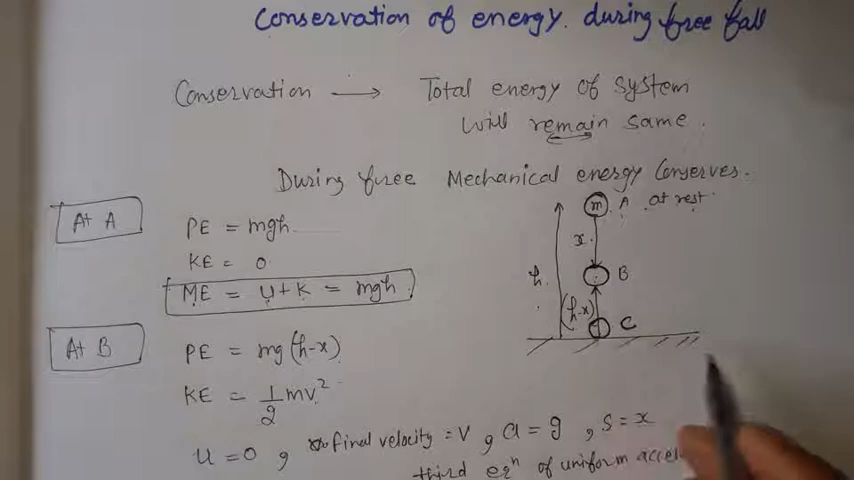 Conservation of energy. during free fall
Conservation → Total energy of system
will remain same.
During free Mechanical energy Conserves.
At A
PE = mgh
KE = 0
ME = U+K = mgh
m A at rest
x
B
h
(h-x)
C
At B
PE = mg(h-x)
KE = 1/2 mv²
u = 0, final velocity = v, a = g, s = x
third eqⁿ of uniform accel